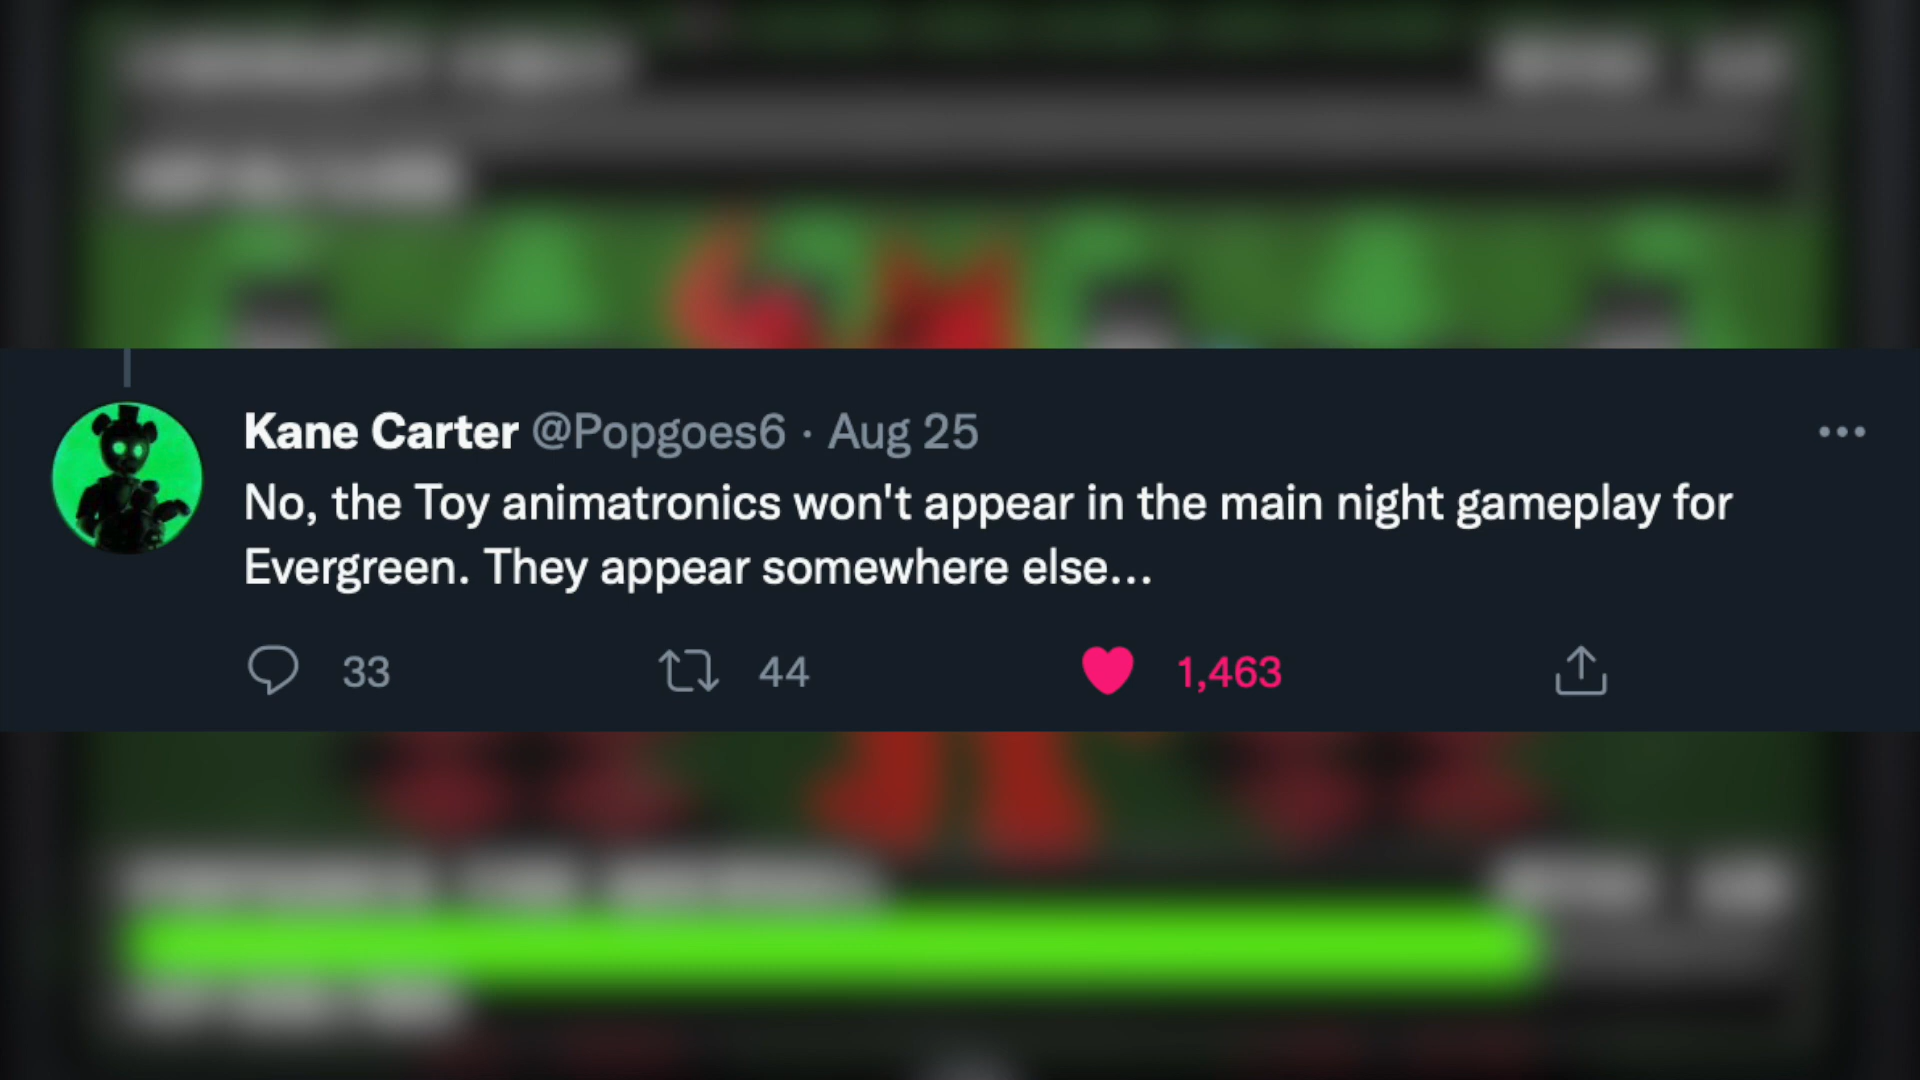 Kane Carter @Popgoes6 · Aug 25
No, the Toy animatronics won't appear in the main night gameplay for
Evergreen. They appear somewhere else...
33 44 1,463